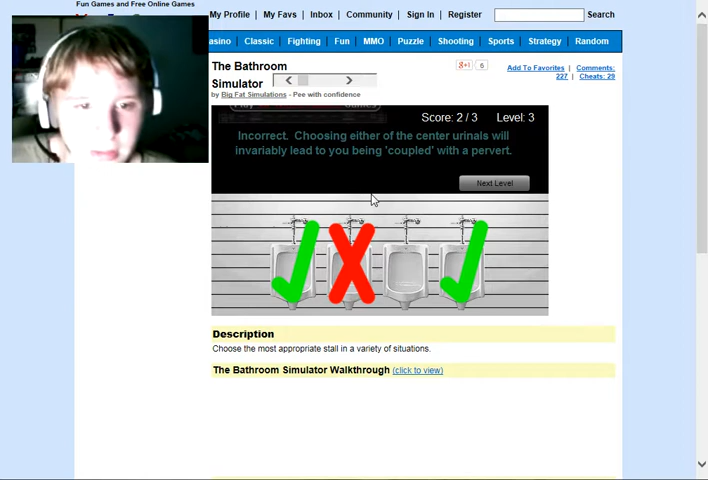 Fun Games and Free Online Games
My Profile | My Favs | Inbox | Community | Sign In | Register Search
Casino Classic Fighting Fun MMO Puzzle Shooting Sports Strategy Random
The Bathroom
Simulator
by Big Fat Simulations - Pee with confidence
g+1 6
Add To Favorites | Comments:
227 | Cheats: 29
Score: 2 / 3 Level: 3
Incorrect. Choosing either of the center urinals will
invariably lead to you being 'coupled' with a pervert.
Next Level
Description
Choose the most appropriate stall in a variety of situations.
The Bathroom Simulator Walkthrough (click to view)